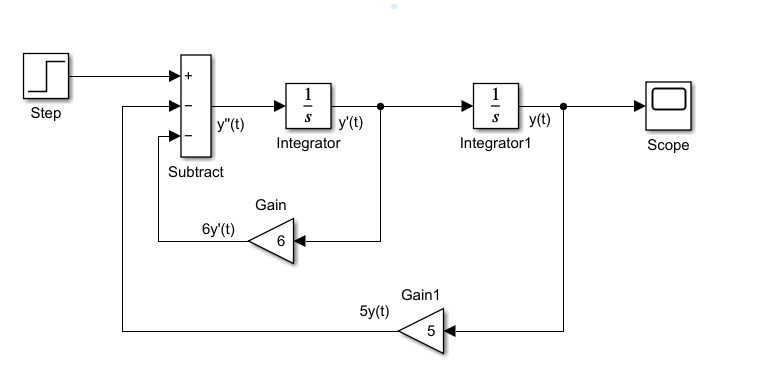 Step
+
−
−
Subtract
y"(t)
1
s
Integrator
y'(t)
1
s
Integrator1
y(t)
Scope
Gain
6y'(t)
6
Gain1
5y(t)
5